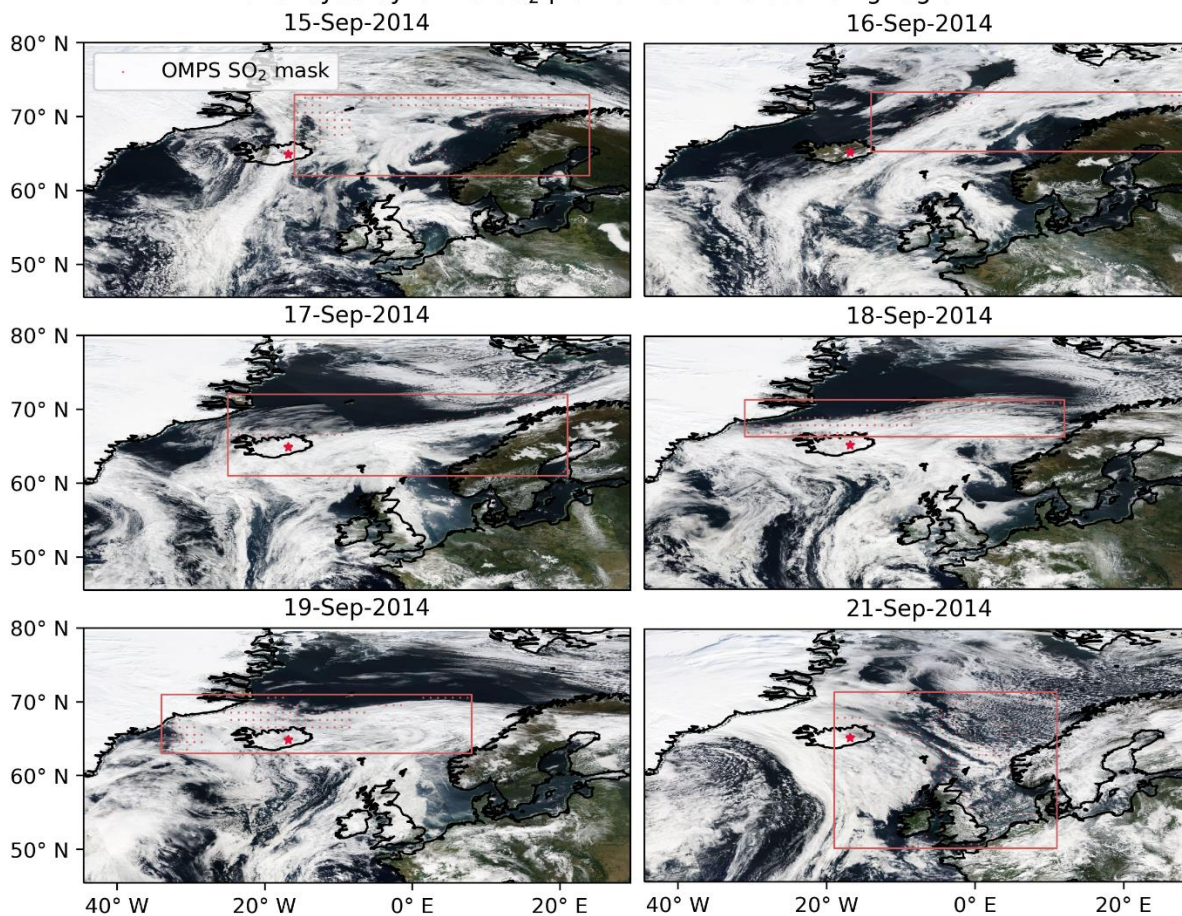 15-Sep-2014 16-Sep-2014
80° N
OMPS SO₂ mask
70° N
60° N
50° N
17-Sep-2014 18-Sep-2014
80° N
70° N
60° N
50° N
19-Sep-2014 21-Sep-2014
80° N
70° N
60° N
50° N
40° W 20° W 0° E 20° E 40° W 20° W 0° E 20° E